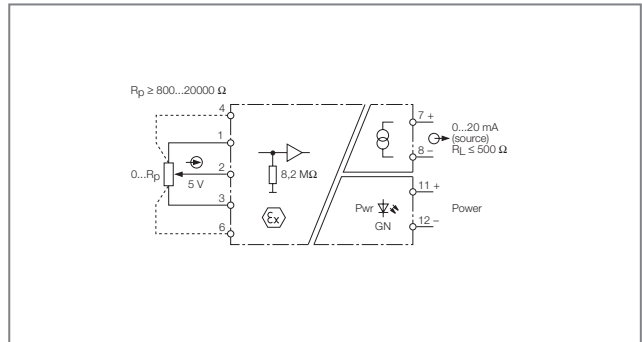 Rp ≥ 800...20000 Ω
4
1
0...Rp
2
5 V
3
6
8,2 MΩ
εx
7 +
8 –
0...20 mA
(source)
RL ≤ 500 Ω
11 +
Pwr
GN
12 –
Power